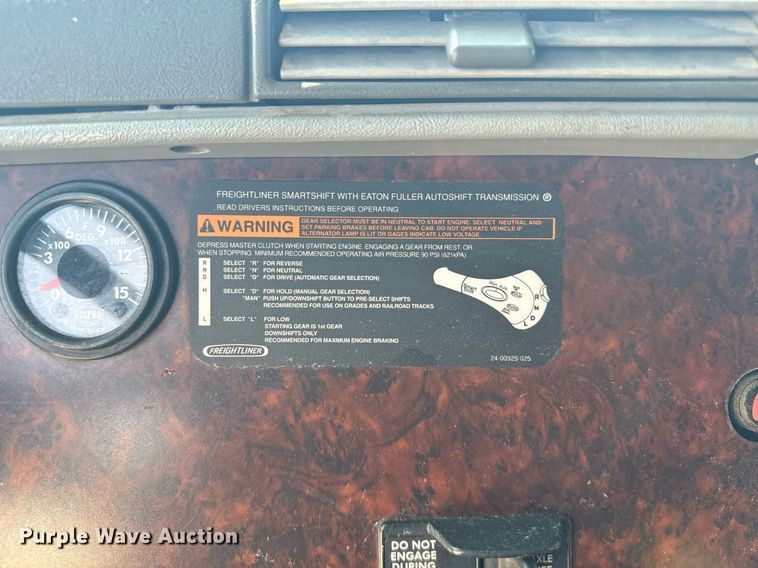 FREIGHTLINER SMARTSHIFT WITH EATON FULLER AUTOSHIFT TRANSMISSION ®
READ DRIVERS INSTRUCTIONS BEFORE OPERATING
WARNING
GEAR SELECTOR MUST BE IN NEUTRAL TO START ENGINE. SELECT NEUTRAL, AND
SET PARKING BRAKES BEFORE LEAVING CAB. DO NOT OPERATE VEHICLE IF
ALTERNATOR LAMP IS LIT OR GAGES INDICATE LOW VOLTAGE.
DEPRESS MASTER CLUTCH WHEN STARTING ENGINE, ENGAGING A GEAR FROM REST, OR
WHEN STOPPING. MINIMUM RECOMMENDED OPERATING AIR PRESSURE 90 PSI (621kPA)
R SELECT "R" FOR REVERSE
N SELECT "N" FOR NEUTRAL
D SELECT "D" FOR DRIVE (AUTOMATIC GEAR SELECTION)
H SELECT "D" FOR HOLD (MANUAL GEAR SELECTION)
"MAN" PUSH UP/DOWNSHIFT BUTTON TO PRE-SELECT SHIFTS
RECOMMENDED FOR USE ON GRADES AND RAILROAD TRACKS
L SELECT "L" FOR LOW
STARTING GEAR IS 1st GEAR
DOWNSHIFTS ONLY
RECOMMENDED FOR MAXIMUM ENGINE BRAKING
R
N
D
L
FREIGHTLINER
24-00925-025
F
6 9
DEG
x100 x100
3 12
0 15
ISSPRO
DO NOT
ENGAGE
DURING
Purple Wave Auction